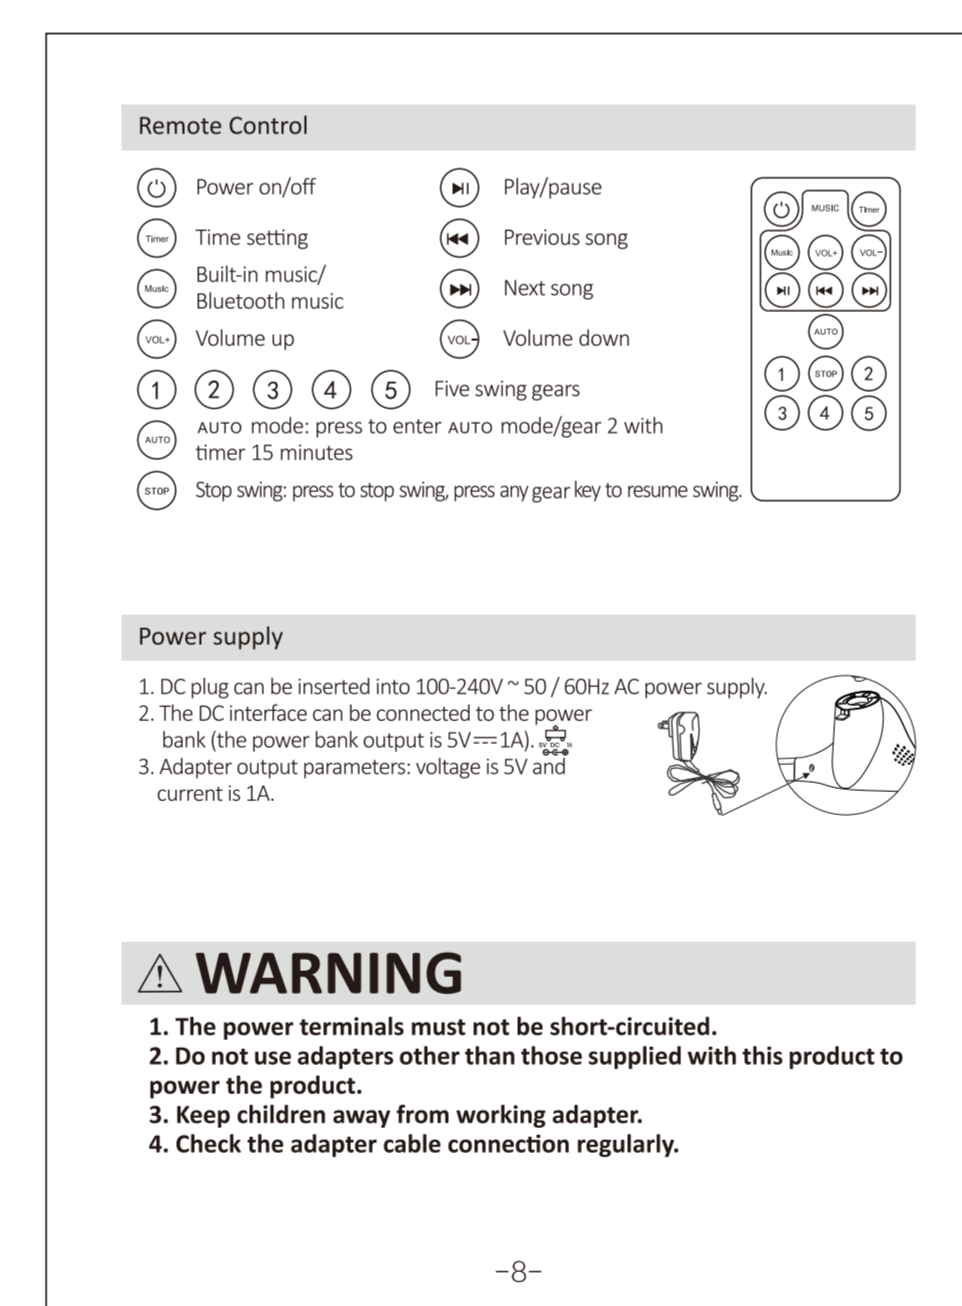 Remote Control
Power on/off
Play/pause
Timer
Time setting
Previous song
Music
Built-in music/
Bluetooth music
Next song
VOL+
Volume up
VOL-
Volume down
1 2 3 4 5 Five swing gears
AUTO
AUTO mode: press to enter AUTO mode/gear 2 with
timer 15 minutes
STOP
Stop swing: press to stop swing, press any gear key to resume swing.
MUSIC
Timer
Music VOL+ VOL-
AUTO
1 STOP 2
3 4 5
Power supply
1. DC plug can be inserted into 100-240V ~ 50 / 60Hz AC power supply.
2. The DC interface can be connected to the power
bank (the power bank output is 5V⎓1A).
5V DC 1A
3. Adapter output parameters: voltage is 5V and
current is 1A.
WARNING
1. The power terminals must not be short-circuited.
2. Do not use adapters other than those supplied with this product to
power the product.
3. Keep children away from working adapter.
4. Check the adapter cable connection regularly.
-8-